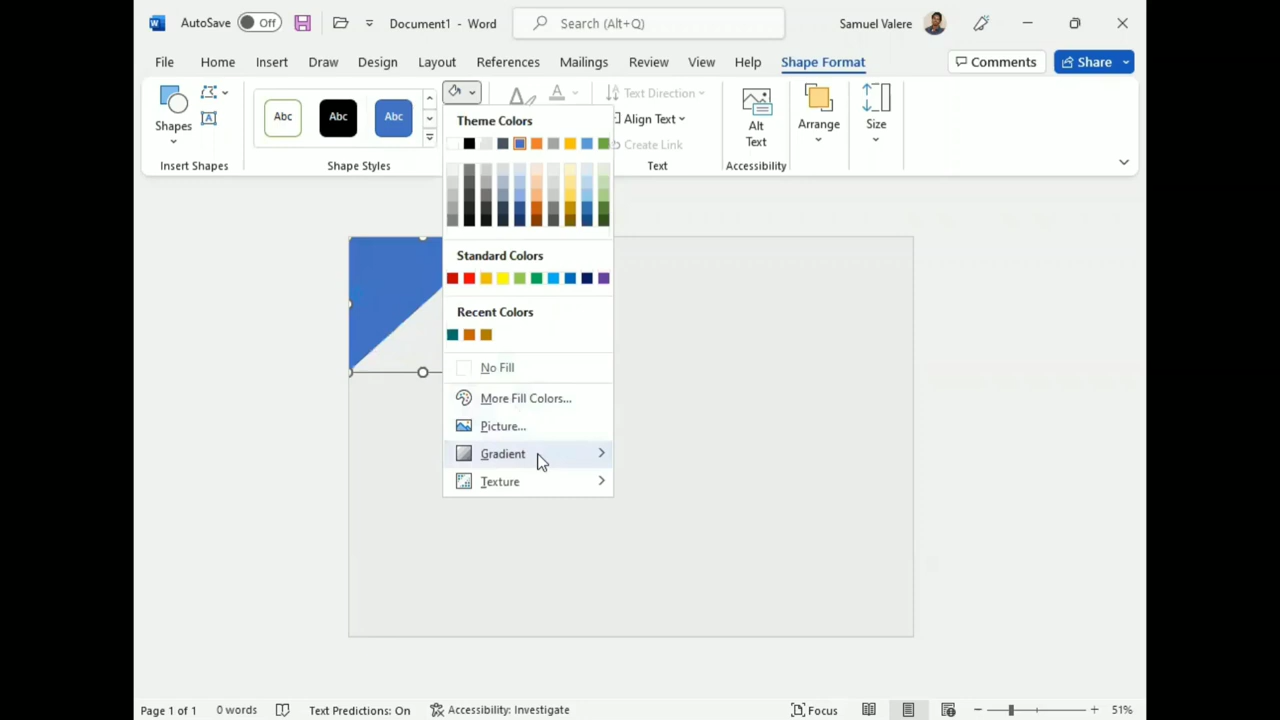 AutoSave Off Document1 - Word Search (Alt+Q) Samuel Valere
File Home Insert Draw Design Layout References Mailings Review View Help Shape Format Comments Share
Shapes
Insert Shapes
Abc Abc Abc
Shape Styles
Text Direction
Align Text
Create Link
Text
Alt
Text
Accessibility
Arrange
Size
Theme Colors
Standard Colors
Recent Colors
No Fill
More Fill Colors...
Picture...
Gradient
Texture
Page 1 of 1 0 words Text Predictions: On Accessibility: Investigate Focus 51%